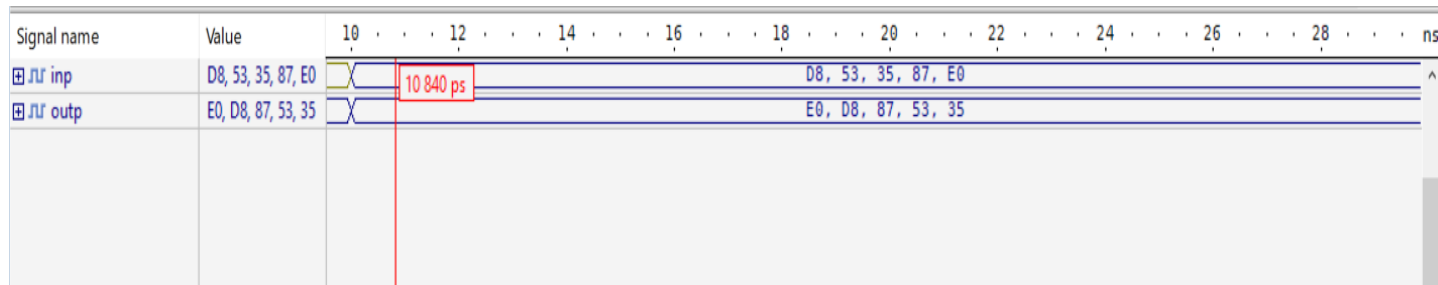 Signal name Value 10 12 14 16 18 20 22 24 26 28 ns
inp D8, 53, 35, 87, E0 D8, 53, 35, 87, E0
10 840 ps
outp E0, D8, 87, 53, 35 E0, D8, 87, 53, 35